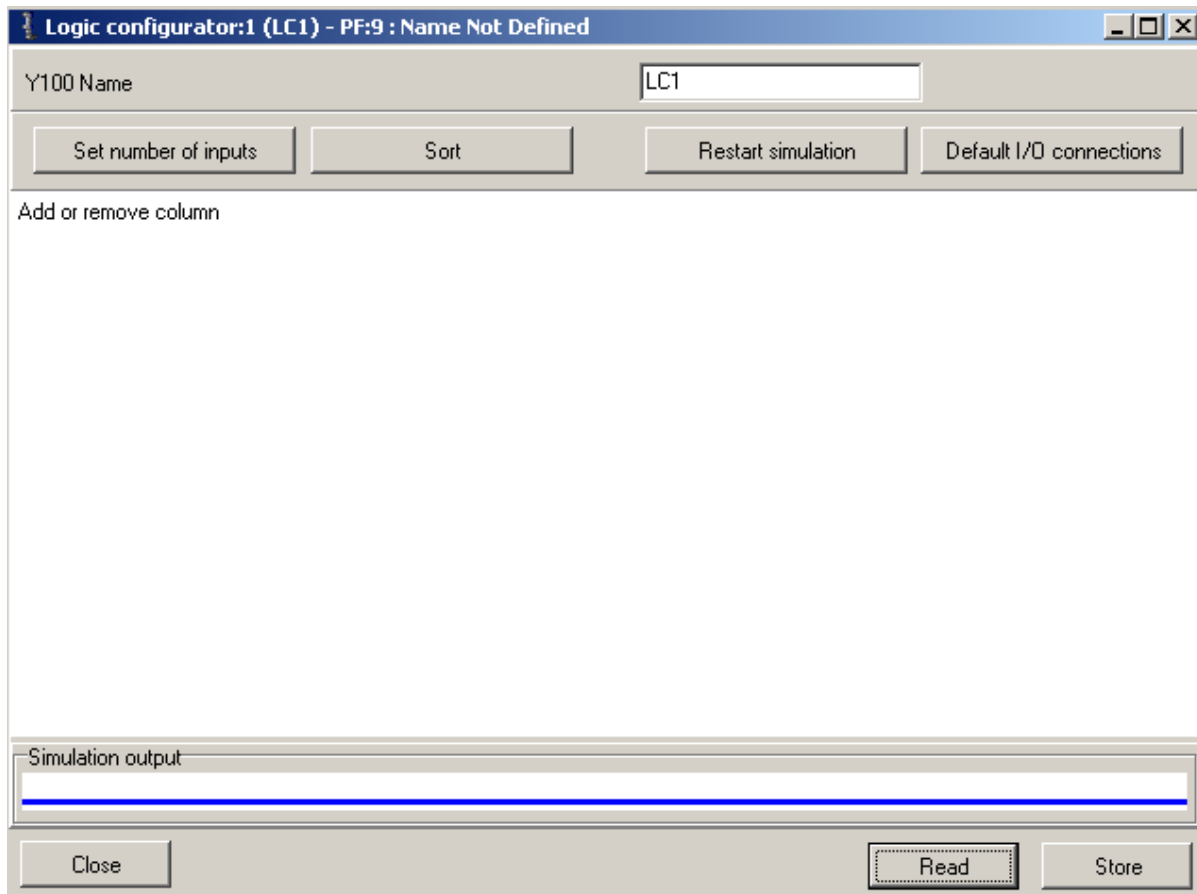 Logic configurator:1 (LC1) - PF:9 : Name Not Defined
Y100 Name LC1
Set number of inputs Sort Restart simulation Default I/O connections
Add or remove column
Simulation output
Close Read Store